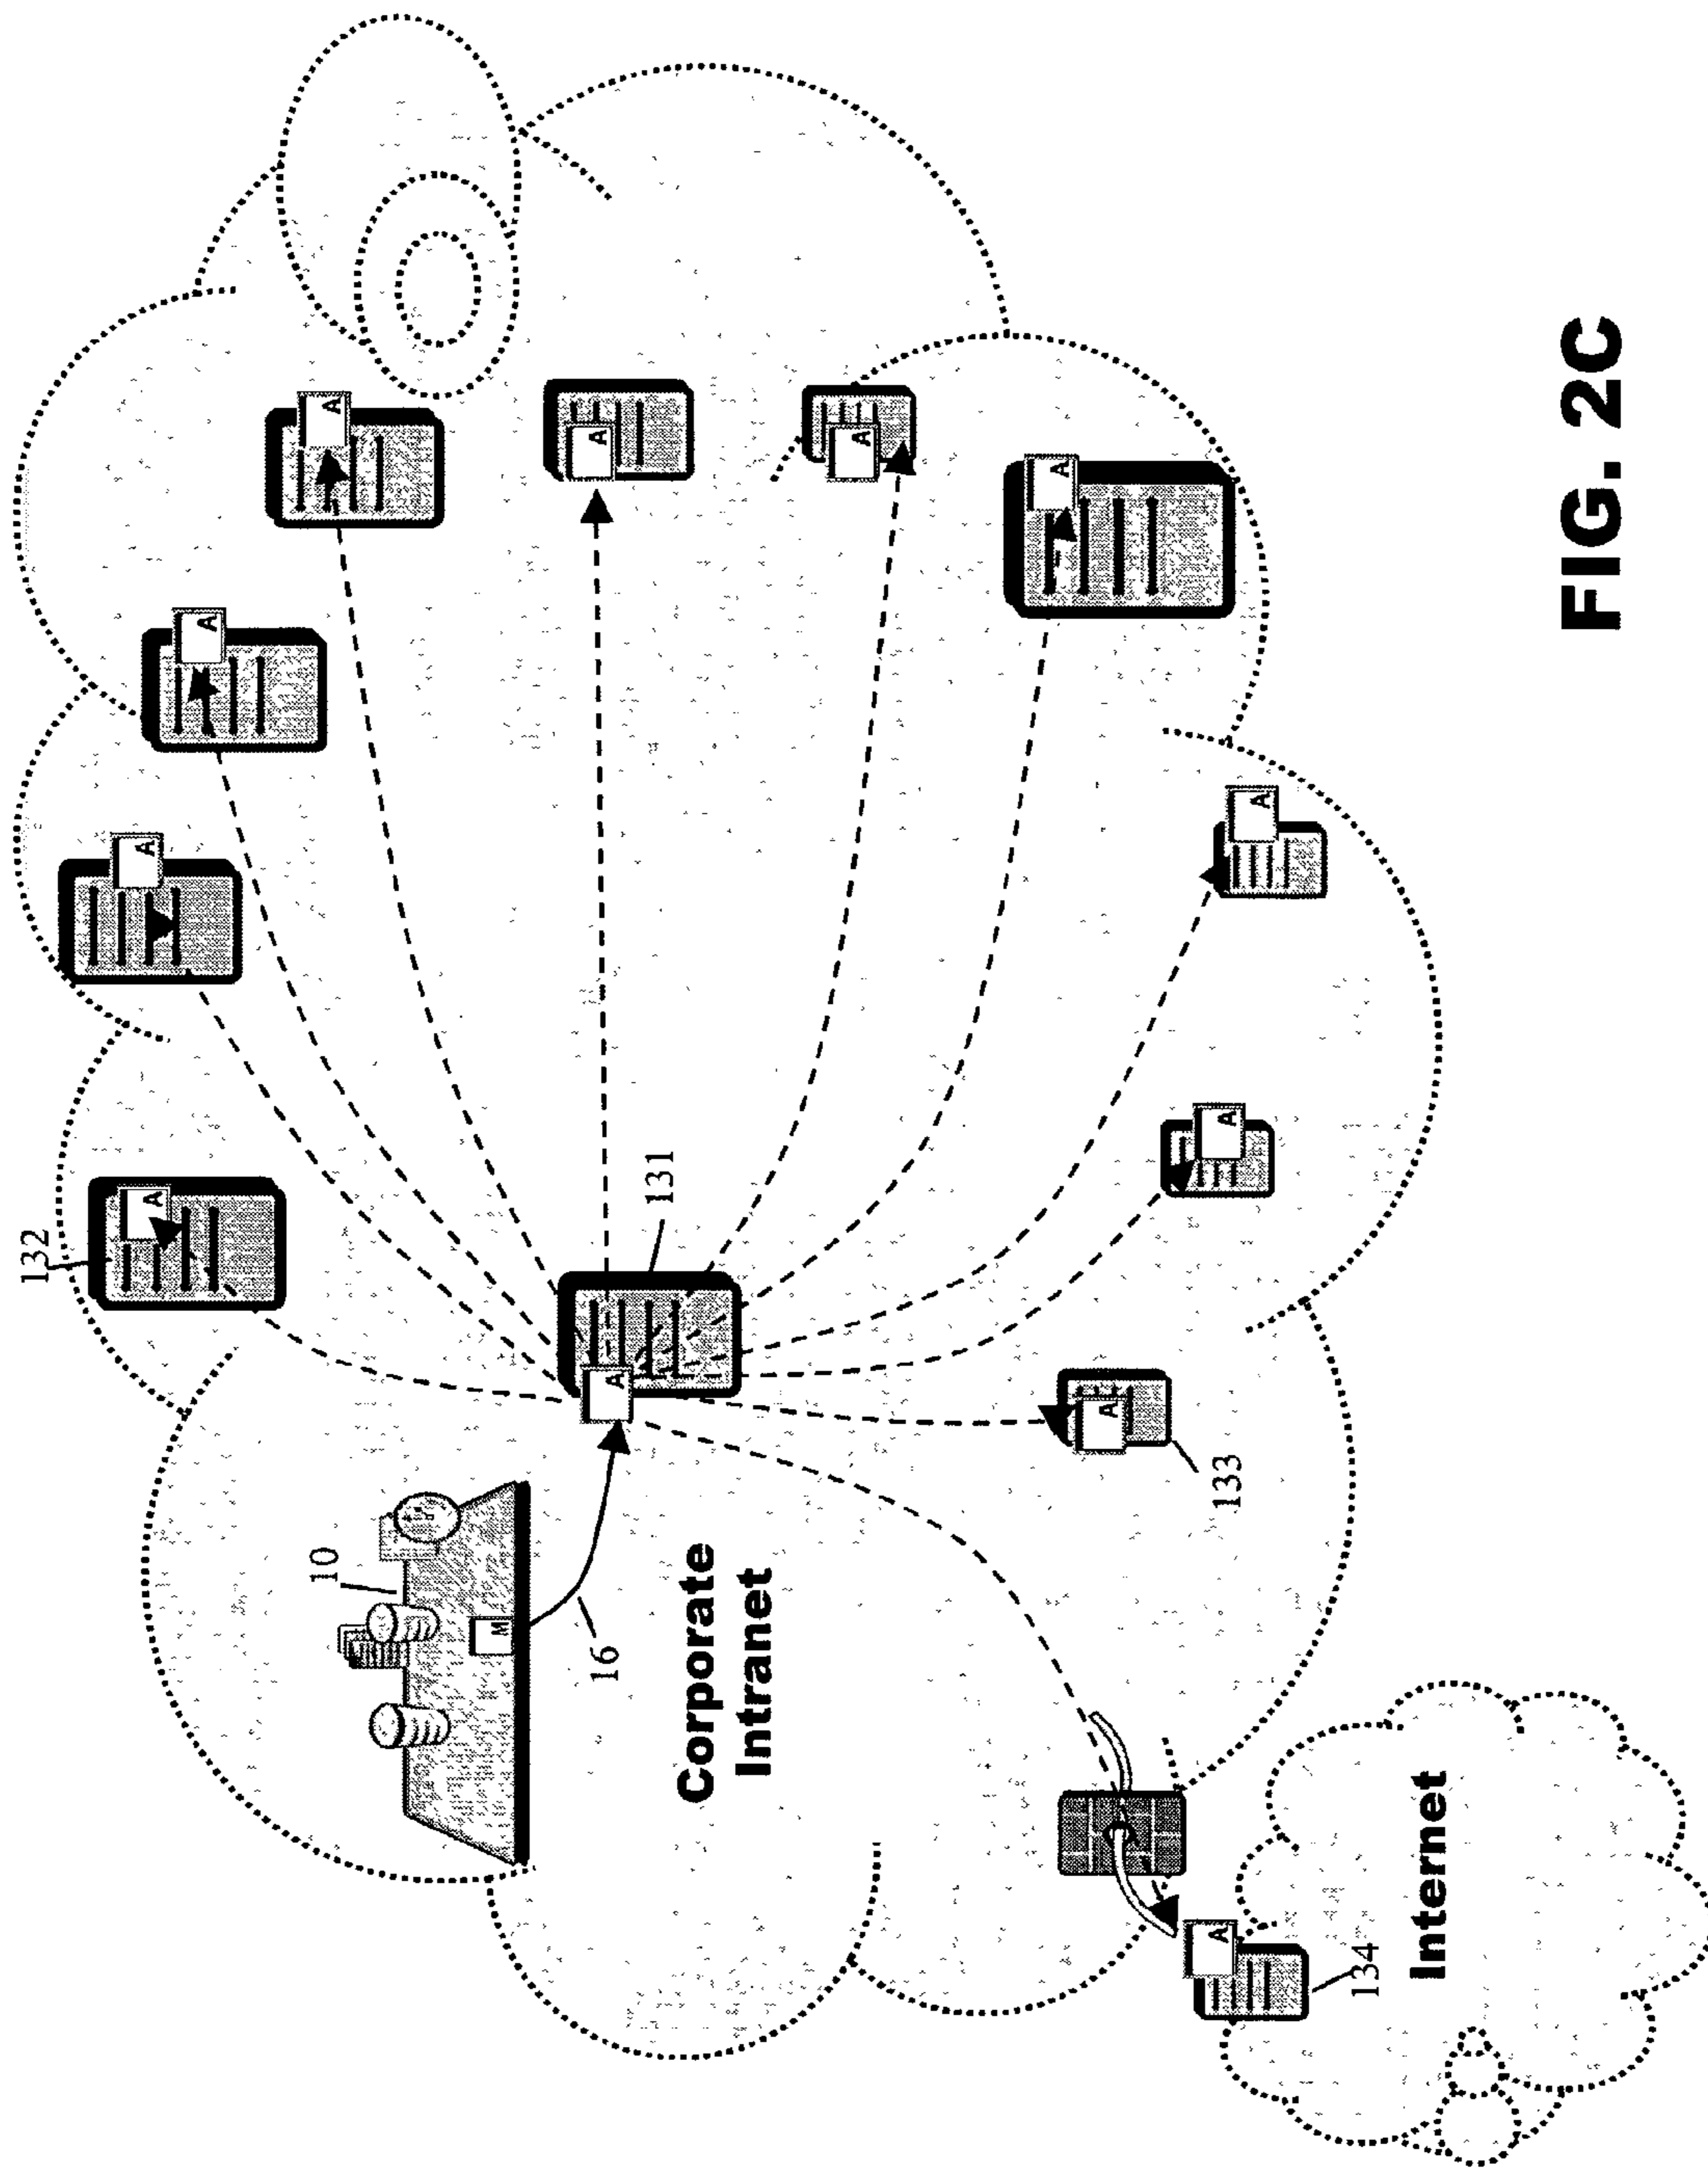 132
A
A
A
10
A
M
A
16
A
131
Corporate
Intranet
A
A
A
A
133
A
A
134
Internet
FIG. 2C